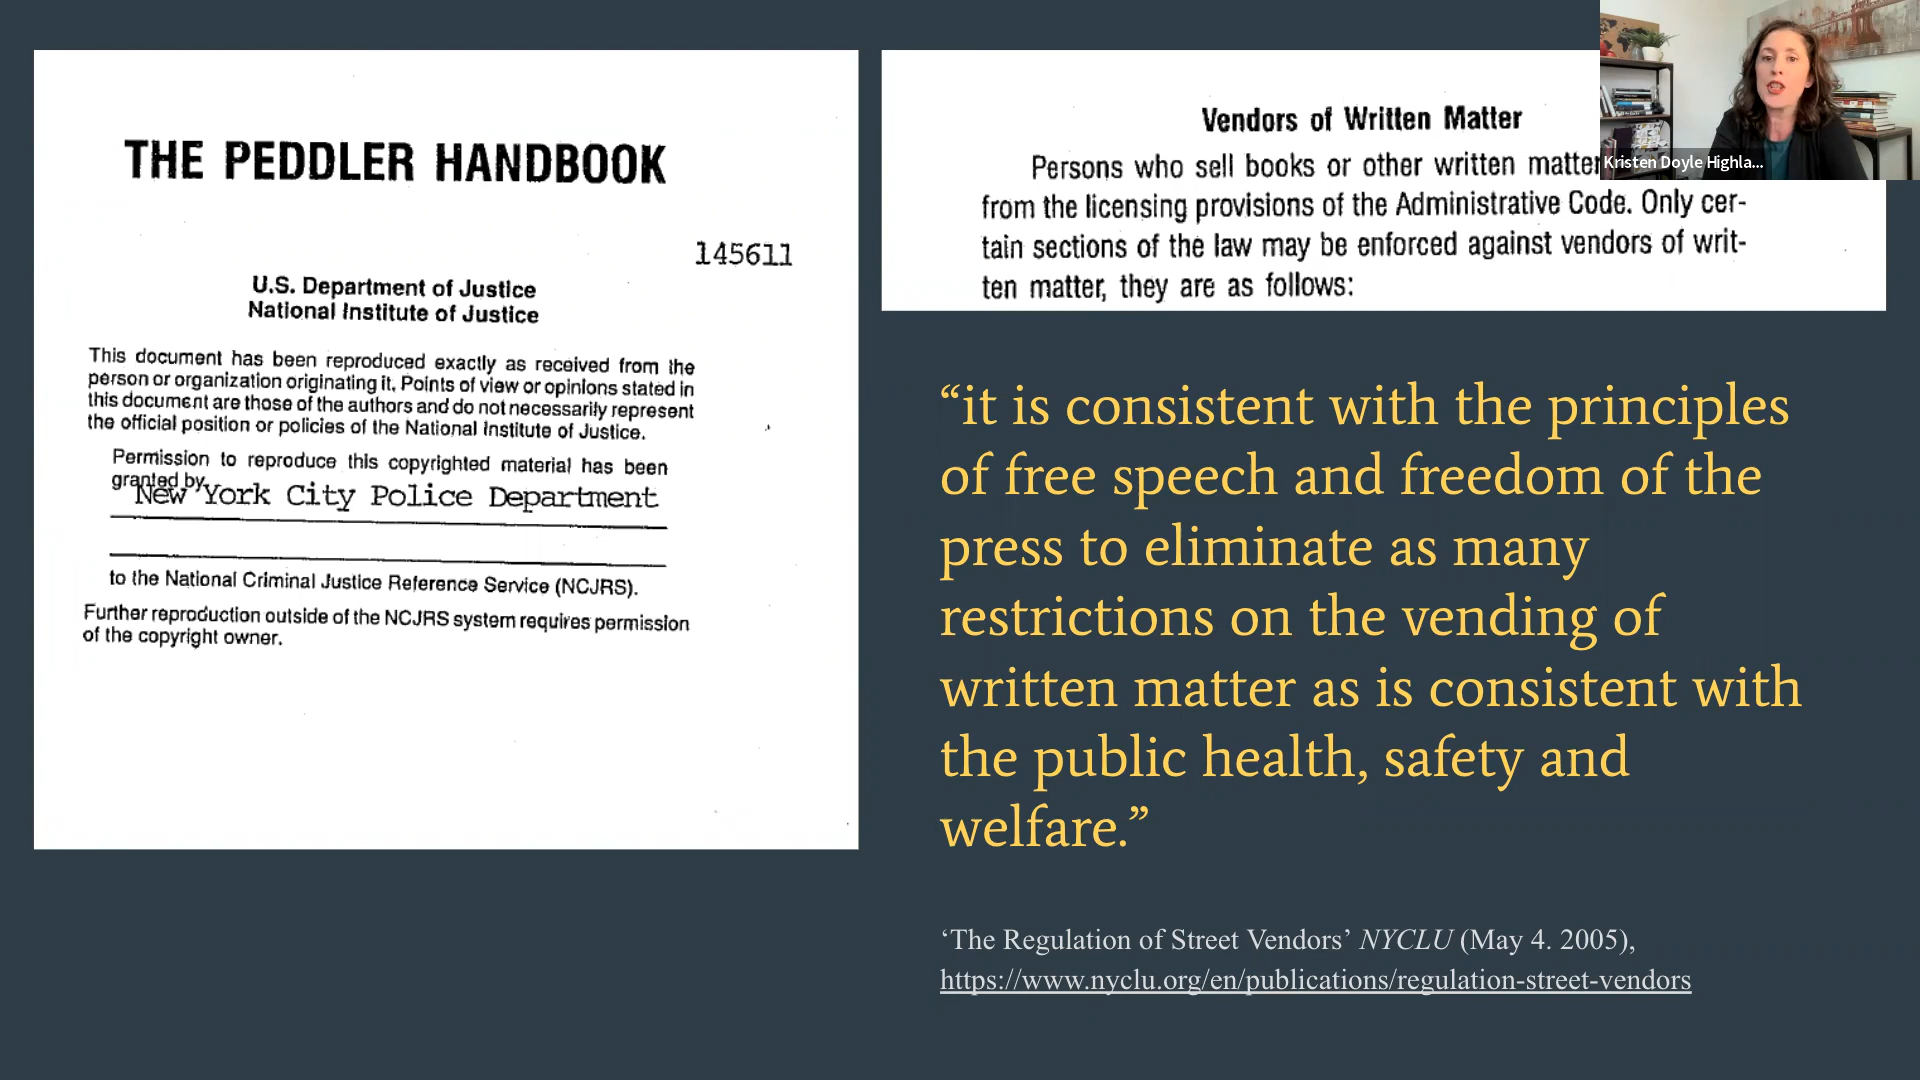 THE PEDDLER HANDBOOK
145611
U.S. Department of Justice
National Institute of Justice
This document has been reproduced exactly as received from the
person or organization originating it. Points of view or opinions stated in
this document are those of the authors and do not necessarily represent
the official position or policies of the National Institute of Justice.
Permission to reproduce this copyrighted material has been
granted by
New York City Police Department
to the National Criminal Justice Reference Service (NCJRS).
Further reproduction outside of the NCJRS system requires permission
of the copyright owner.
Vendors of Written Matter
Persons who sell books or other written matter
from the licensing provisions of the Administrative Code. Only cer-
tain sections of the law may be enforced against vendors of writ-
ten matter, they are as follows:
Kristen Doyle Highla...
“it is consistent with the principles
of free speech and freedom of the
press to eliminate as many
restrictions on the vending of
written matter as is consistent with
the public health, safety and
welfare.”
‘The Regulation of Street Vendors’ NYCLU (May 4. 2005),
https://www.nyclu.org/en/publications/regulation-street-vendors